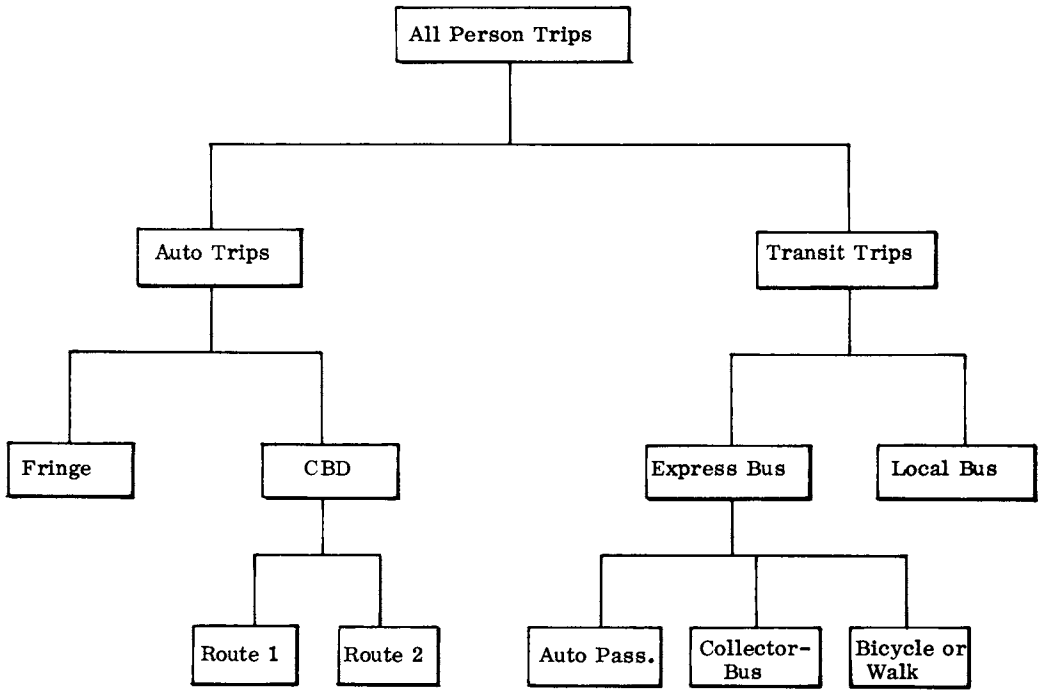 All Person Trips
Auto Trips
Transit Trips
Fringe
CBD
Express Bus
Local Bus
Route 1
Route 2
Auto Pass.
Collector-
Bus
Bicycle or
Walk